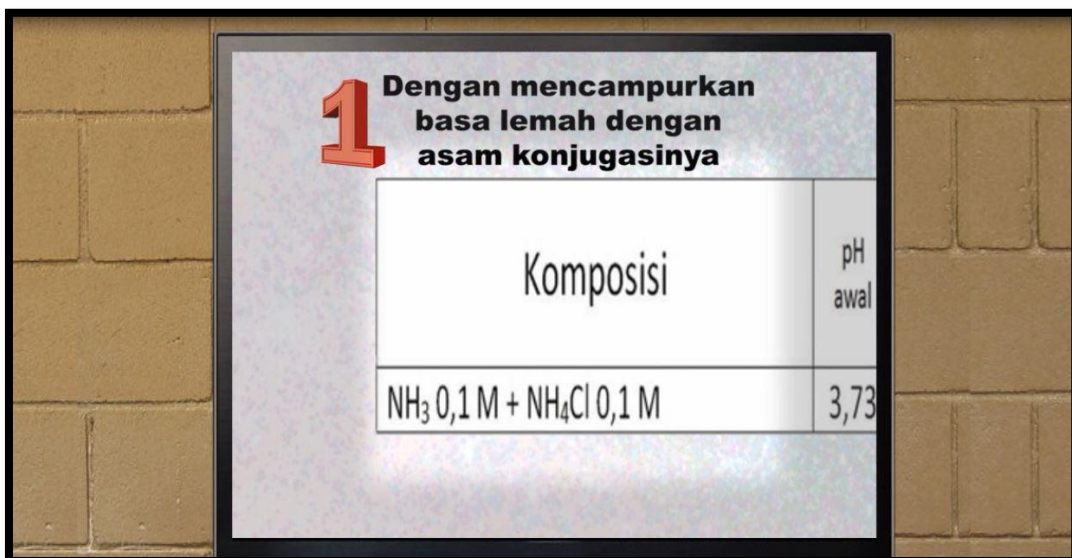 1
Dengan mencampurkan
basa lemah dengan
asam konjugasinya
Komposisi
pH
awal
NH₃ 0,1 M + NH₄Cl 0,1 M
3,73